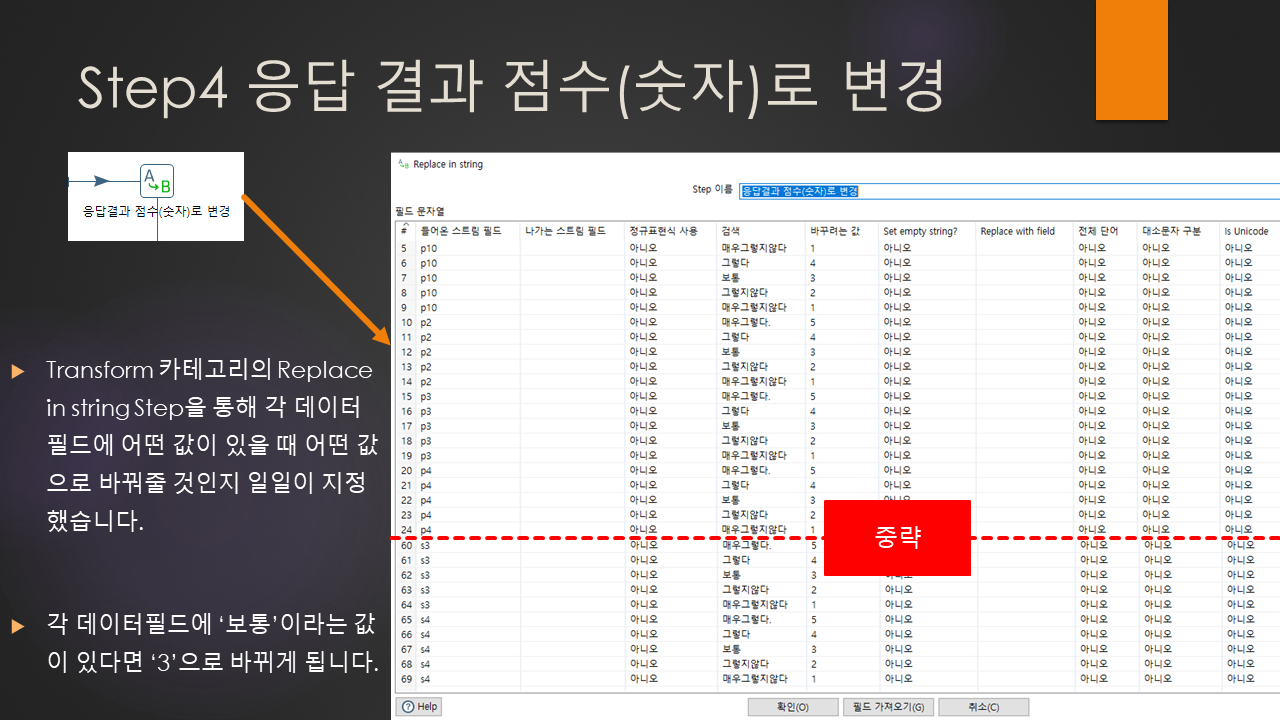 Step4 응답 결과 점수(숫자)로 변경
A
B
응답결과 점수(숫자)로 변경
Transform 카테고리의 Replace
in string Step을 통해 각 데이터
필드에 어떤 값이 있을 때 어떤 값
으로 바꿔줄 것인지 일일이 지정
했습니다.
각 데이터필드에 ‘보통’이라는 값
이 있다면 ‘3’으로 바뀌게 됩니다.
Replace in string
Step 이름 응답결과 점수(숫자)로 변경
필드 문자열
# 들어온 스트림 필드 나가는 스트림 필드 정규표현식 사용 검색 바꾸려는 값 Set empty string? Replace with field 전체 단어 대소문자 구분 Is Unicode
5 p10 아니오 매우그렇지않다 1 아니오 아니오 아니오 아니오
6 p10 아니오 그렇다 4 아니오 아니오 아니오 아니오
7 p10 아니오 보통 3 아니오 아니오 아니오 아니오
8 p10 아니오 그렇지않다 2 아니오 아니오 아니오 아니오
9 p10 아니오 매우그렇지않다 1 아니오 아니오 아니오 아니오
10 p2 아니오 매우그렇다. 5 아니오 아니오 아니오 아니오
11 p2 아니오 그렇다 4 아니오 아니오 아니오 아니오
12 p2 아니오 보통 3 아니오 아니오 아니오 아니오
13 p2 아니오 그렇지않다 2 아니오 아니오 아니오 아니오
14 p2 아니오 매우그렇지않다 1 아니오 아니오 아니오 아니오
15 p3 아니오 매우그렇다. 5 아니오 아니오 아니오 아니오
16 p3 아니오 그렇다 4 아니오 아니오 아니오 아니오
17 p3 아니오 보통 3 아니오 아니오 아니오 아니오
18 p3 아니오 그렇지않다 2 아니오 아니오 아니오 아니오
19 p3 아니오 매우그렇지않다 1 아니오 아니오 아니오 아니오
20 p4 아니오 매우그렇다. 5 아니오 아니오 아니오 아니오
21 p4 아니오 그렇다 4 아니오 아니오 아니오 아니오
22 p4 아니오 보통 3 아니오 아니오 아니오 아니오
23 p4 아니오 그렇지않다 2 아니오 아니오 아니오
24 p4 아니오 매우그렇지않다 1 아니오 아니오 아니오
중략
60 s3 아니오 매우그렇다. 5 아니오 아니오 아니오
61 s3 아니오 그렇다 4 아니오 아니오 아니오
62 s3 아니오 보통 3 아니오 아니오 아니오 아니오
63 s3 아니오 그렇지않다 2 아니오 아니오 아니오 아니오
64 s3 아니오 매우그렇지않다 1 아니오 아니오 아니오 아니오
65 s4 아니오 매우그렇다. 5 아니오 아니오 아니오 아니오
66 s4 아니오 그렇다 4 아니오 아니오 아니오 아니오
67 s4 아니오 보통 3 아니오 아니오 아니오 아니오
68 s4 아니오 그렇지않다 2 아니오 아니오 아니오 아니오
69 s4 아니오 매우그렇지않다 1 아니오 아니오 아니오 아니오
Help 확인(O) 필드 가져오기(G) 취소(C)